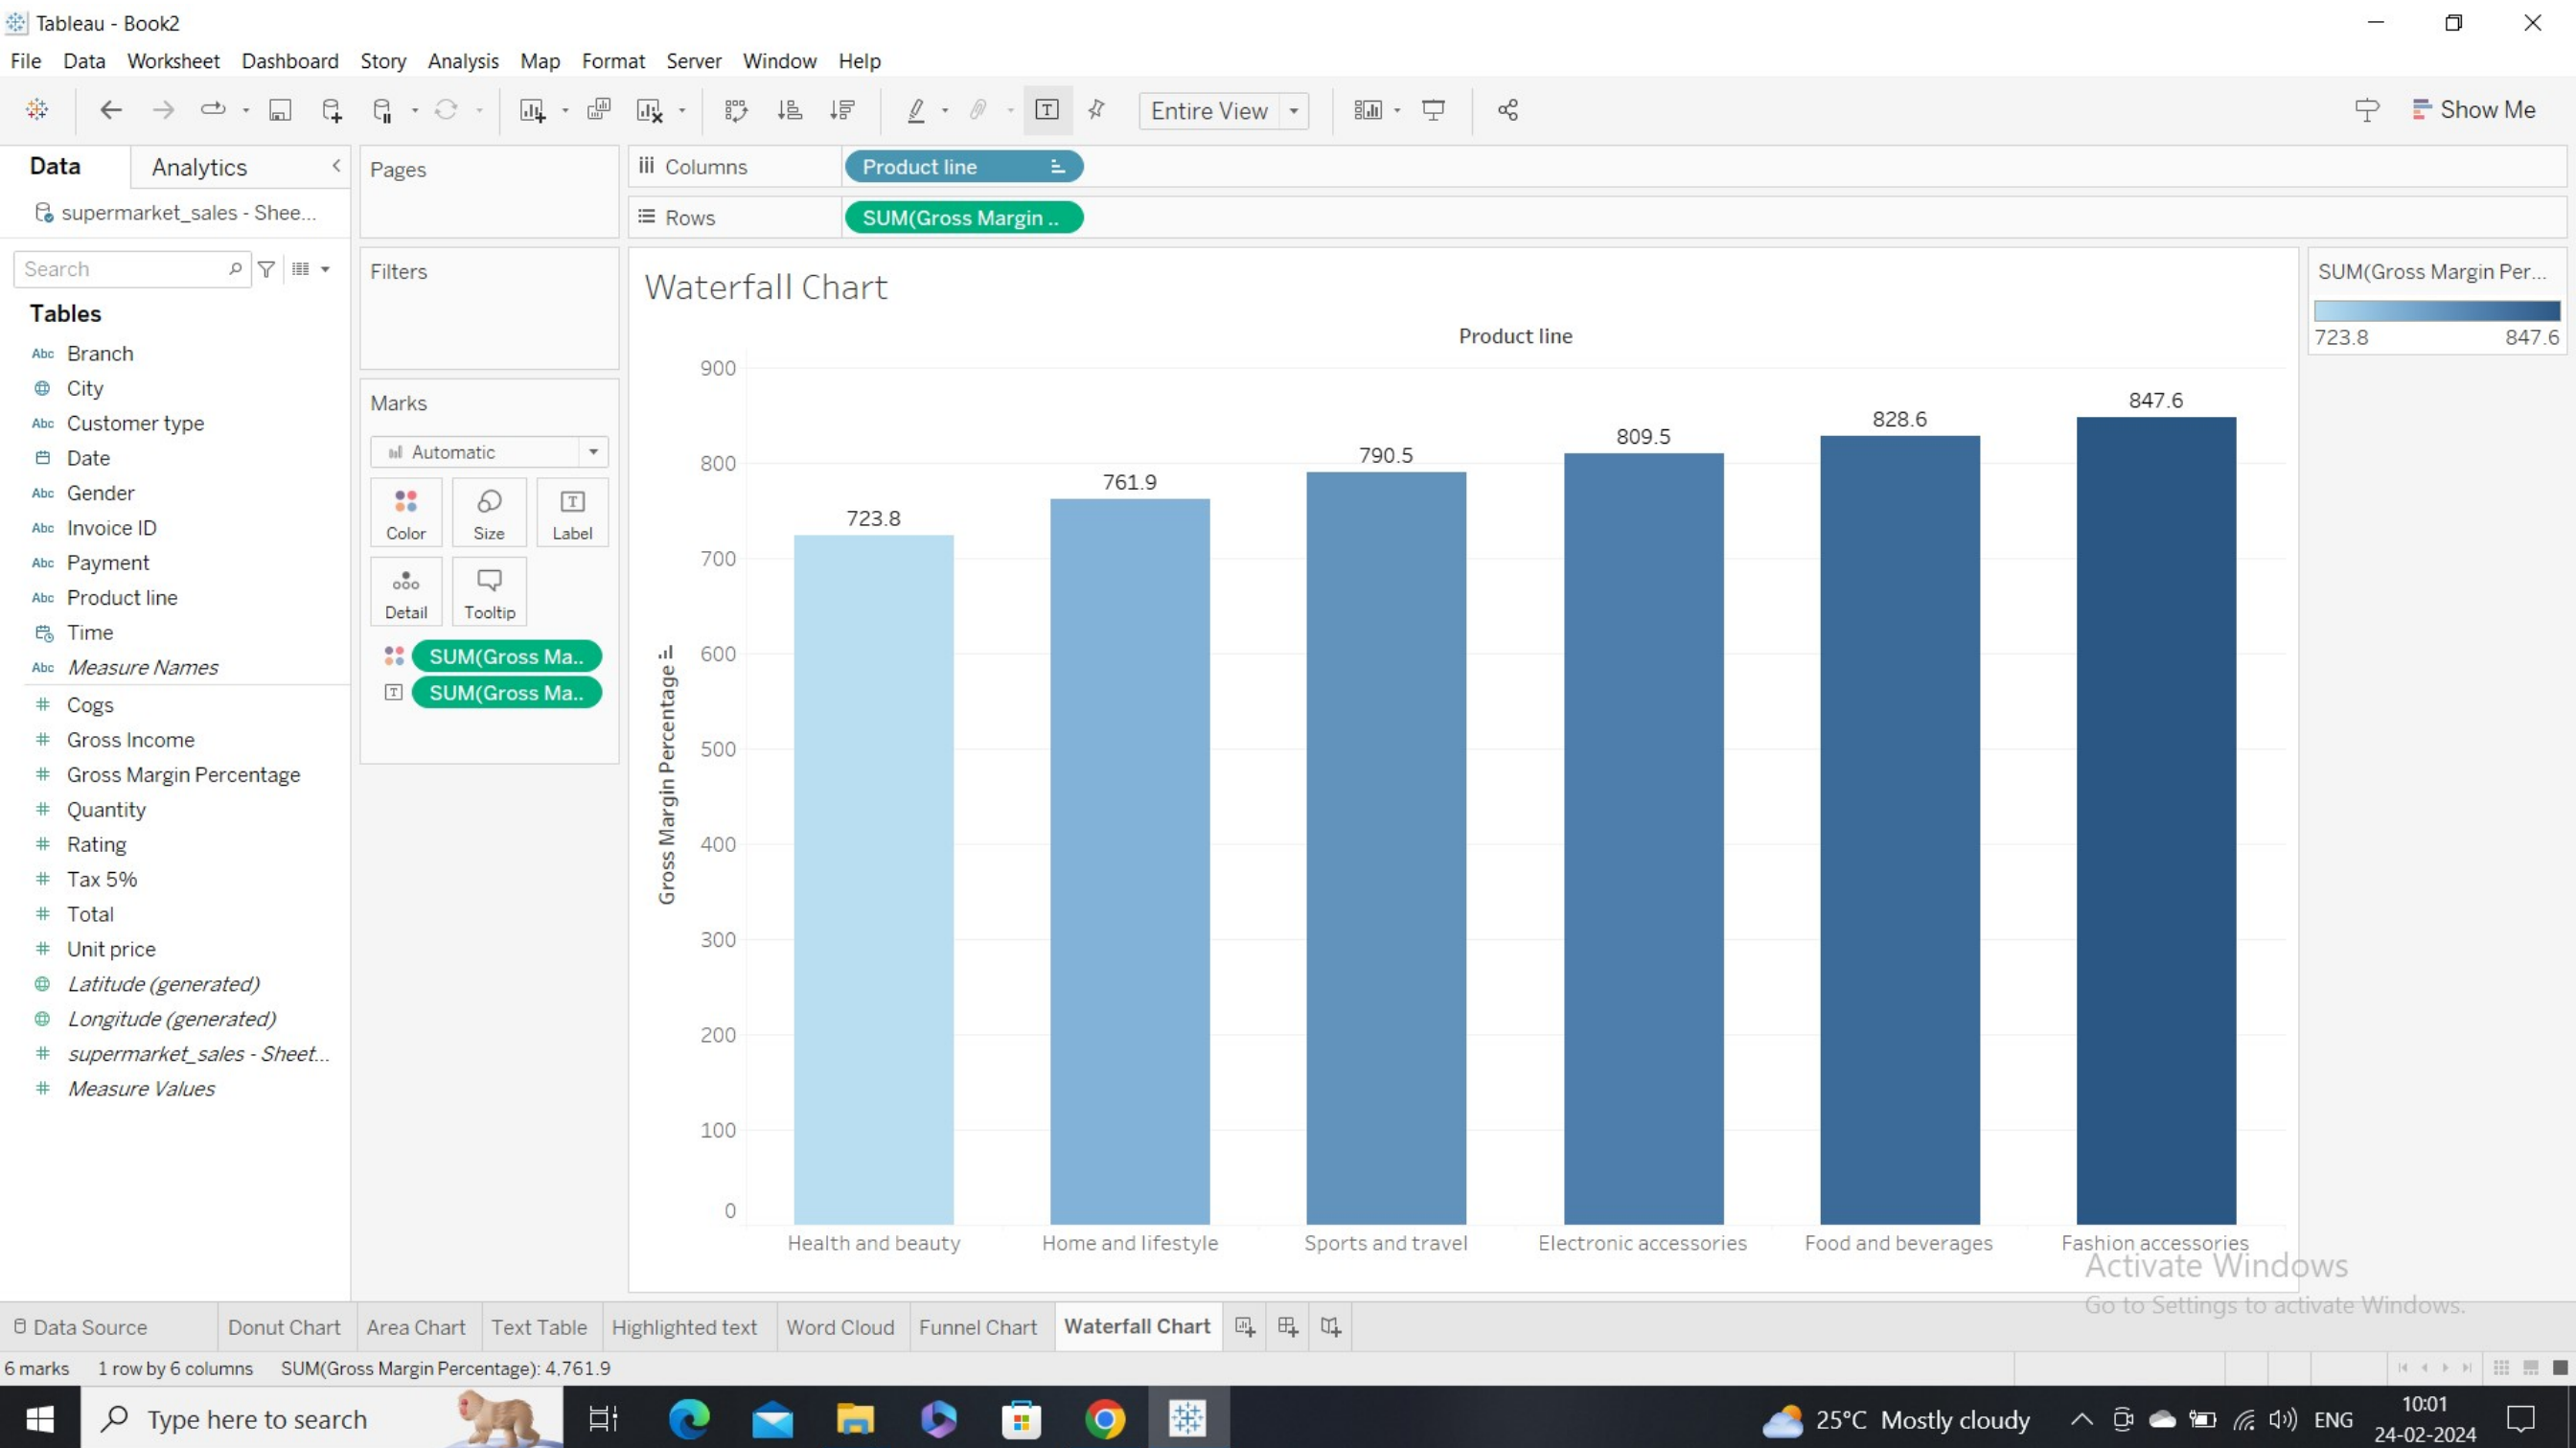 Tableau - Book2
File Data Worksheet Dashboard Story Analysis Map Format Server Window Help
Entire View
Show Me
Data Analytics
supermarket_sales - Shee...
Search
Tables
Abc Branch
City
Abc Customer type
Date
Abc Gender
Abc Invoice ID
Abc Payment
Abc Product line
Time
Abc Measure Names
# Cogs
# Gross Income
# Gross Margin Percentage
# Quantity
# Rating
# Tax 5%
# Total
# Unit price
Latitude (generated)
Longitude (generated)
# supermarket_sales - Sheet...
# Measure Values
Pages
Filters
Marks
Automatic
Color Size Label
Detail Tooltip
SUM(Gross Ma..
SUM(Gross Ma..
Columns Product line
Rows SUM(Gross Margin ..
Waterfall Chart
Product line
Gross Margin Percentage
900
800
700
600
500
400
300
200
100
0
723.8
761.9
790.5
809.5
828.6
847.6
Health and beauty
Home and lifestyle
Sports and travel
Electronic accessories
Food and beverages
Fashion accessories
SUM(Gross Margin Per...
723.8 847.6
Activate Windows
Go to Settings to activate Windows.
Data Source Donut Chart Area Chart Text Table Highlighted text Word Cloud Funnel Chart Waterfall Chart
6 marks 1 row by 6 columns SUM(Gross Margin Percentage): 4,761.9
Type here to search
25°C Mostly cloudy
ENG
10:01
24-02-2024